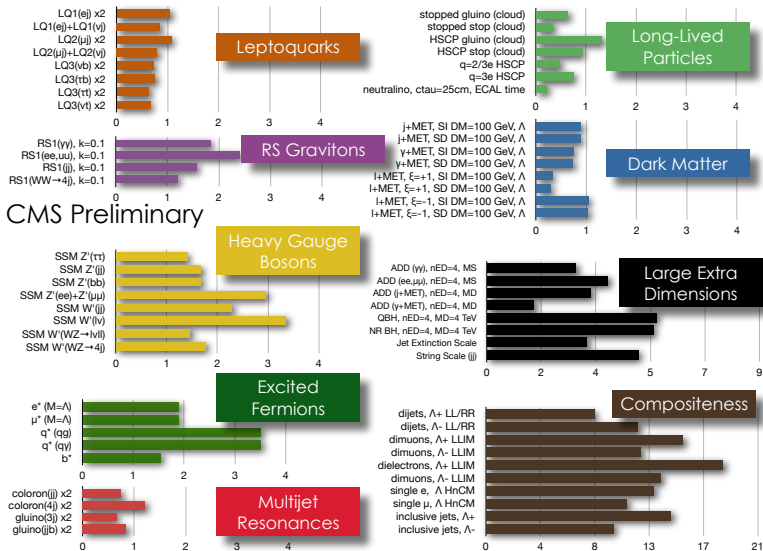 LQ1(ej) x2
LQ1(ej)+LQ1(νj)
LQ2(μj) x2
LQ2(μj)+LQ2(νj)
LQ3(νb) x2
LQ3(τb) x2
LQ3(τt) x2
LQ3(vt) x2
0 1 2 3 4
Leptoquarks
RS1(γγ), k=0.1
RS1(ee,uu), k=0.1
RS1(jj), k=0.1
RS1(WW→4j), k=0.1
0 1 2 3 4
RS Gravitons
CMS Preliminary
SSM Z'(ττ)
SSM Z'(jj)
SSM Z'(bb)
SSM Z'(ee)+Z'(μμ)
SSM W'(jj)
SSM W'(lv)
SSM W'(WZ→lvll)
SSM W'(WZ→4j)
0 1 2 3 4
Heavy Gauge
Bosons
e* (M=Λ)
μ* (M=Λ)
q* (qg)
q* (qγ)
b*
0 1 2 3 4
Excited
Fermions
coloron(jj) x2
coloron(4j) x2
gluino(3j) x2
gluino(jjb) x2
0 1 2 3 4
Multijet
Resonances
stopped gluino (cloud)
stopped stop (cloud)
HSCP gluino (cloud)
HSCP stop (cloud)
q=2/3e HSCP
q=3e HSCP
neutralino, ctau=25cm, ECAL time
0 1 2 3 4
Long-Lived
Particles
j+MET, SI DM=100 GeV, Λ
j+MET, SD DM=100 GeV, Λ
γ+MET, SI DM=100 GeV, Λ
γ+MET, SD DM=100 GeV, Λ
l+MET, ξ=+1, SI DM=100 GeV, Λ
l+MET, ξ=+1, SD DM=100 GeV, Λ
l+MET, ξ=-1, SI DM=100 GeV, Λ
l+MET, ξ=-1, SD DM=100 GeV, Λ
0 1 2 3 4
Dark Matter
ADD (γγ), nED=4, MS
ADD (ee,μμ), nED=4, MS
ADD (j+MET), nED=4, MD
ADD (γ+MET), nED=4, MD
QBH, nED=4, MD=4 TeV
NR BH, nED=4, MD=4 TeV
Jet Extinction Scale
String Scale (jj)
0 2 4 5 7 9
Large Extra
Dimensions
dijets, Λ+ LL/RR
dijets, Λ- LL/RR
dimuons, Λ+ LLIM
dimuons, Λ- LLIM
dielectrons, Λ+ LLIM
dimuons, Λ- LLIM
single e, Λ HnCM
single μ, Λ HnCM
inclusive jets, Λ+
inclusive jets, Λ-
0 4 8 13 17 21
Compositeness